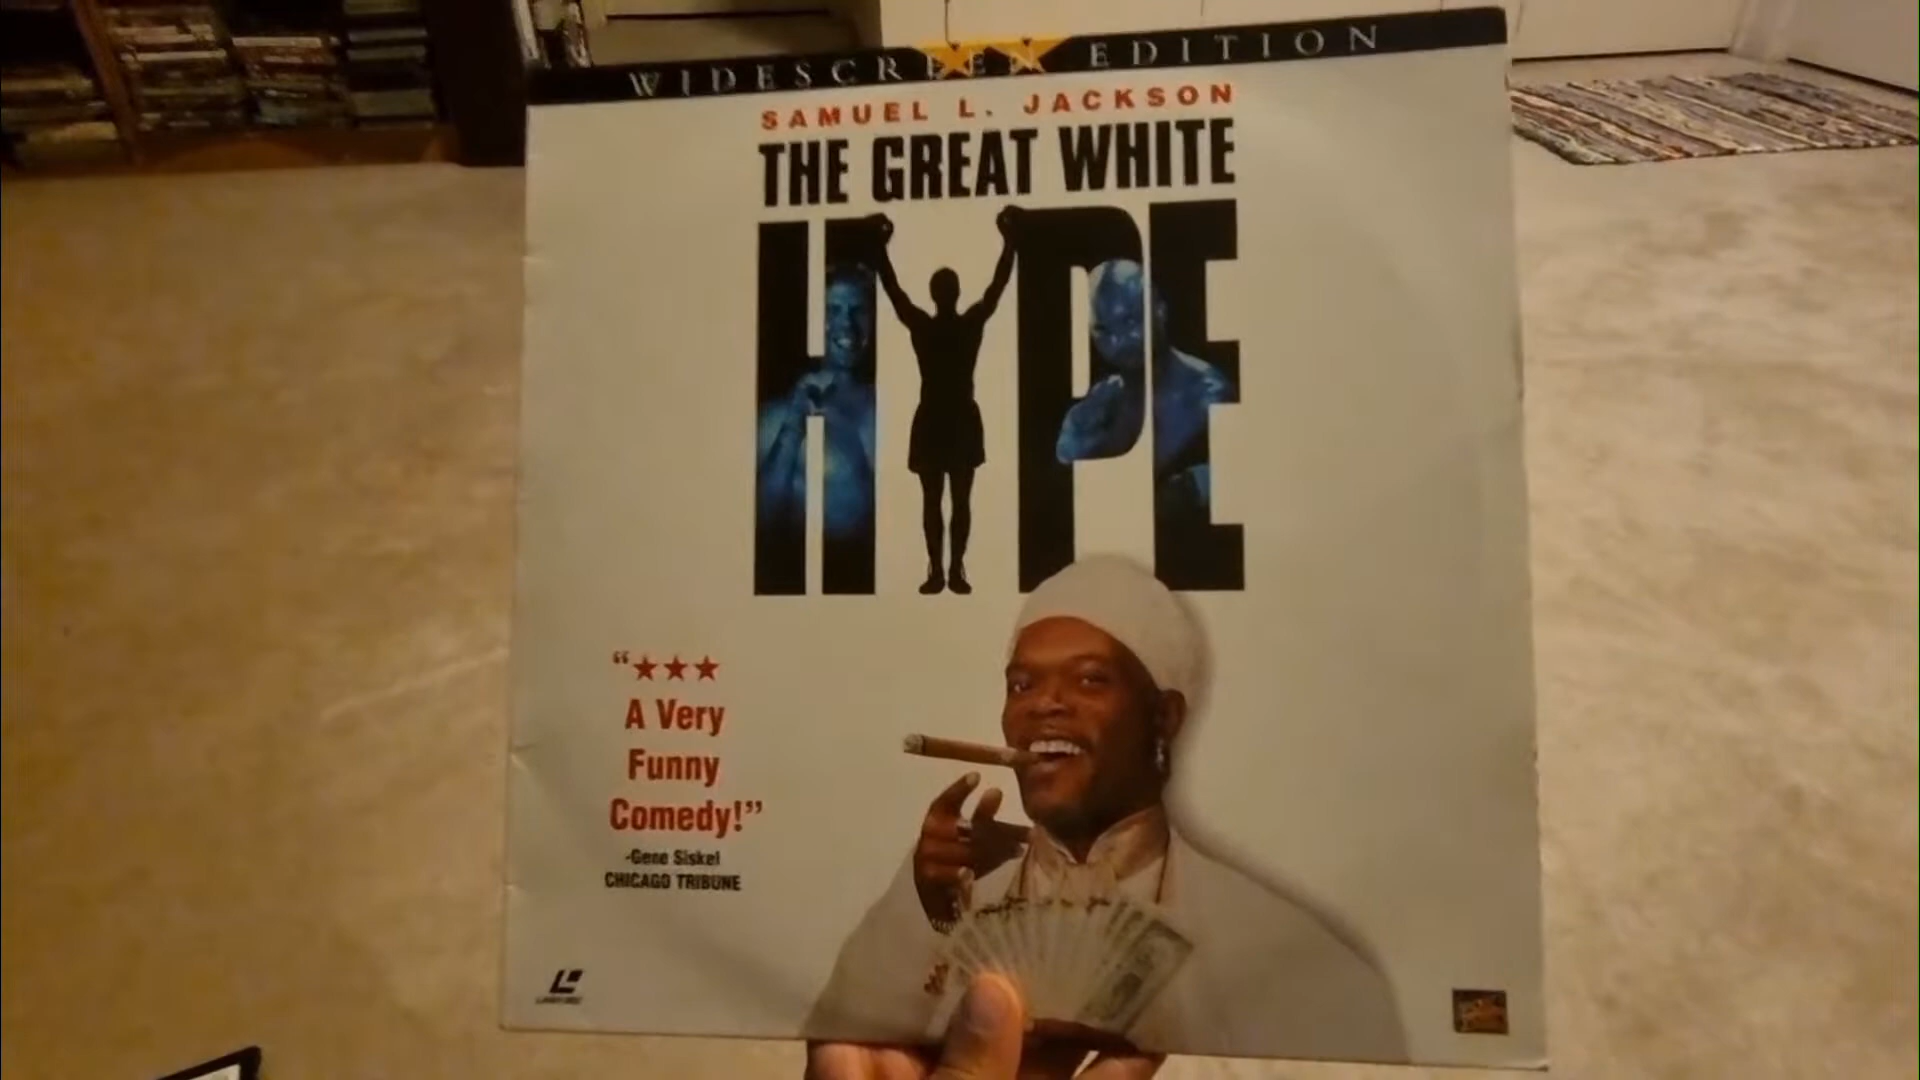 WIDESCREEN EDITION
SAMUEL L. JACKSON
THE GREAT WHITE
HYPE
"★★★
A Very
Funny
Comedy!"
-Gene Siskel
CHICAGO TRIBUNE